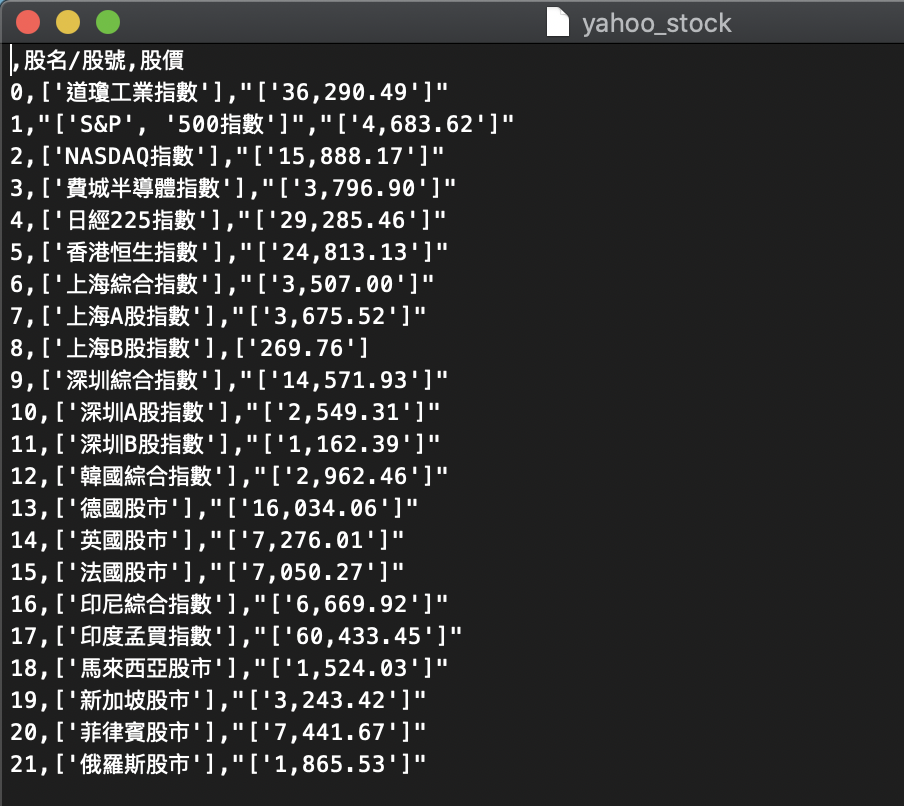 yahoo_stock
,股名/股號,股價
0,['道瓊工業指數'],"['36,290.49']"
1,"['S&P', '500指數']","['4,683.62']"
2,['NASDAQ指數'],"['15,888.17']"
3,['費城半導體指數'],"['3,796.90']"
4,['日經225指數'],"['29,285.46']"
5,['香港恒生指數'],"['24,813.13']"
6,['上海綜合指數'],"['3,507.00']"
7,['上海A股指數'],"['3,675.52']"
8,['上海B股指數'],['269.76']
9,['深圳綜合指數'],"['14,571.93']"
10,['深圳A股指數'],"['2,549.31']"
11,['深圳B股指數'],"['1,162.39']"
12,['韓國綜合指數'],"['2,962.46']"
13,['德國股市'],"['16,034.06']"
14,['英國股市'],"['7,276.01']"
15,['法國股市'],"['7,050.27']"
16,['印尼綜合指數'],"['6,669.92']"
17,['印度孟買指數'],"['60,433.45']"
18,['馬來西亞股市'],"['1,524.03']"
19,['新加坡股市'],"['3,243.42']"
20,['菲律賓股市'],"['7,441.67']"
21,['俄羅斯股市'],"['1,865.53']"